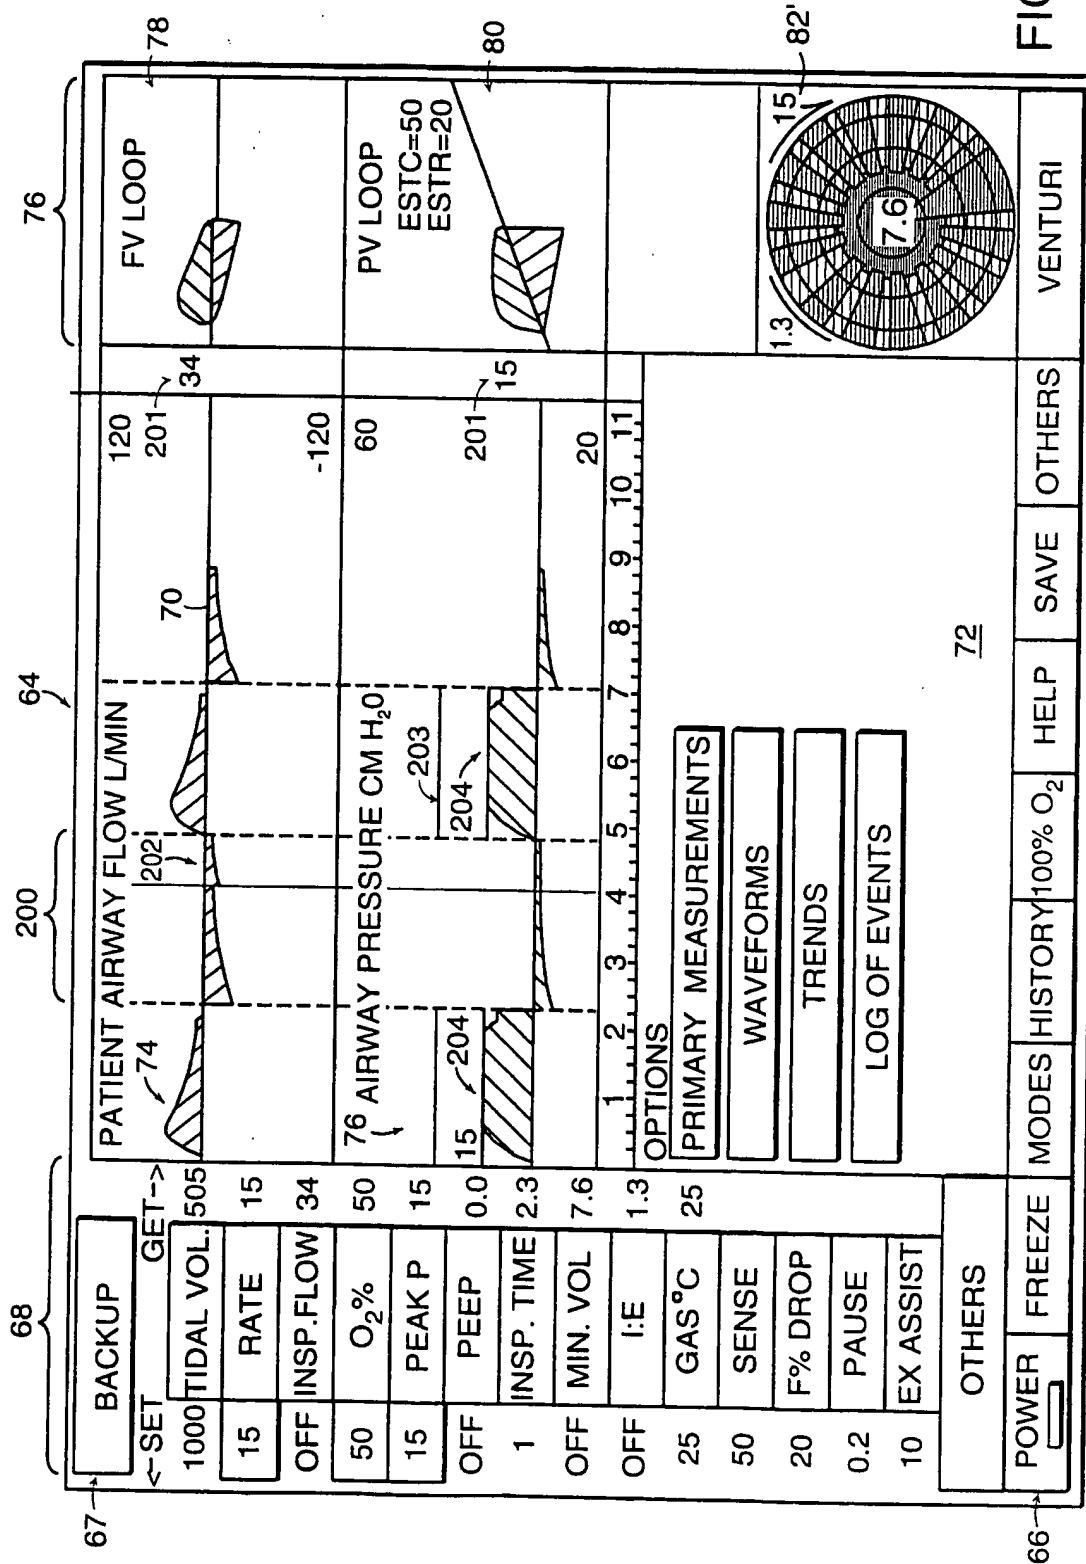 64
68
200
76
67
BACKUP
<-SET GET->
1000 TIDIAL VOL. 505
15 RATE 15
OFF INSP.FLOW 34
50 O2% 50
15 PEAK P 15
OFF PEEP 0.0
1 INSP. TIME 2.3
OFF MIN. VOL 7.6
OFF I:E 1.3
25 GAS°C 25
50 SENSE
20 F% DROP
0.2 PAUSE
10 EX ASSIST
OTHERS
PATIENT AIRWAY FLOW L/MIN
120
74
202
70
201
34
-120
76 AIRWAY PRESSURE CM H2O
60
203
15
204
204
201
15
20
1 2 3 4 5 6 7 8 9 10 11
FV LOOP
78
PV LOOP
ESTC=50
ESTR=20
80
OPTIONS
PRIMARY MEASUREMENTS
WAVEFORMS
TRENDS
LOG OF EVENTS
72
1.3
15
7.6
82'
66
POWER FREEZE MODES HISTORY 100% O2 HELP SAVE OTHERS VENTURI